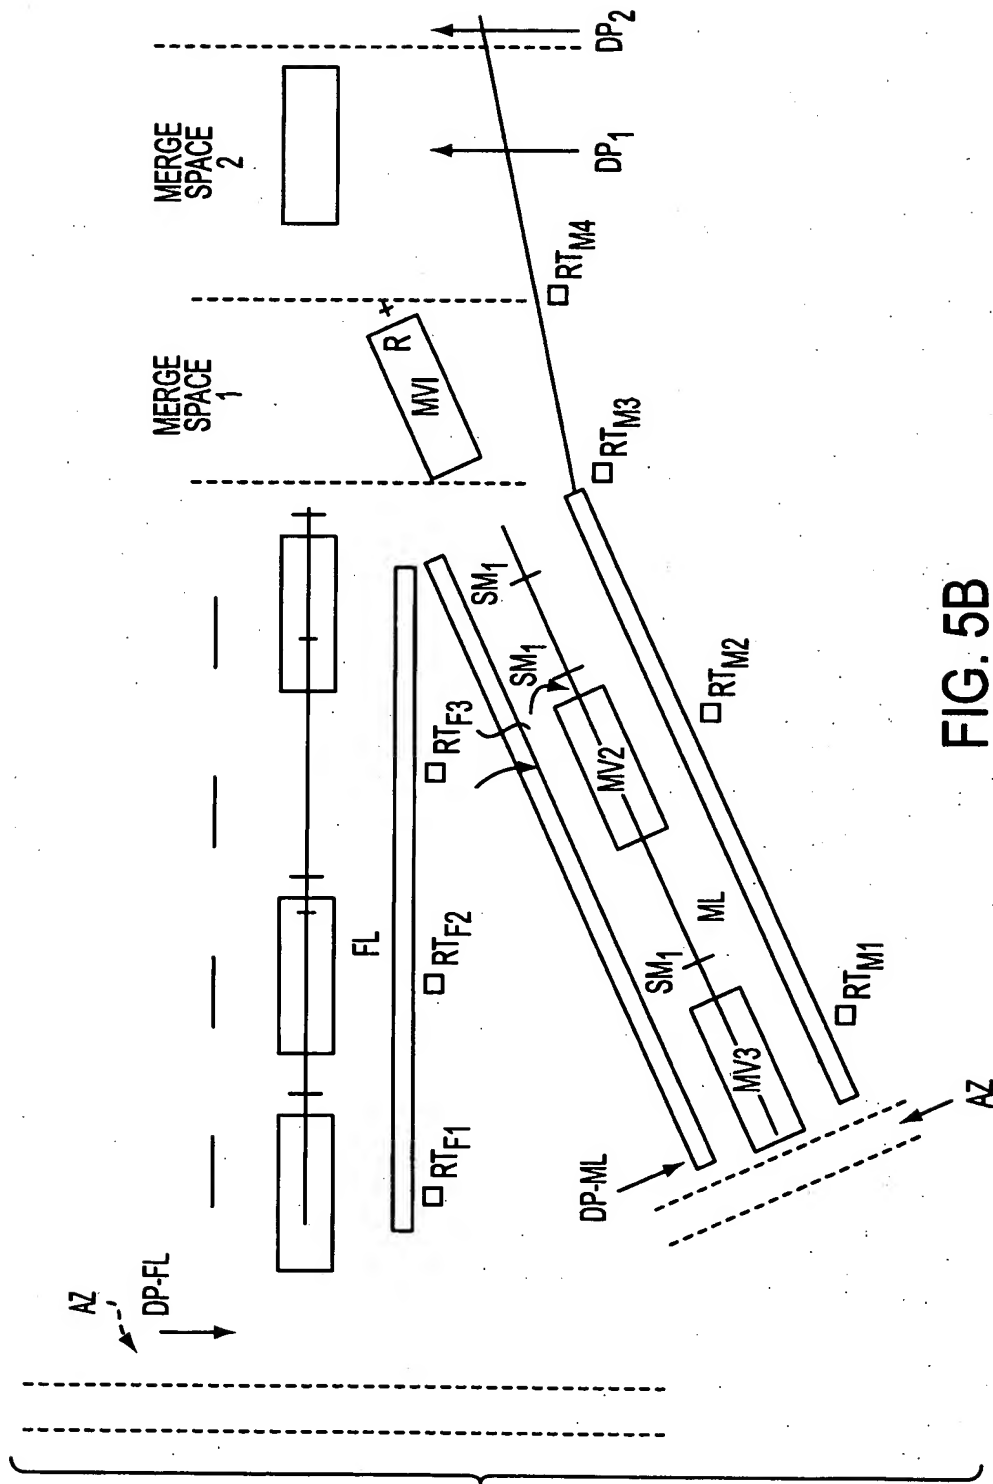 MERGE
SPACE
1
MERGE
SPACE
2
AZ
DP-FL
FL
RTF1
RTF2
RTF3
MVI
R
DP1
DP2
SM1
SM1
SM1
MV2
MV3
ML
DP-ML
AZ
RTM1
RTM2
RTM3
RTM4
FIG. 5B